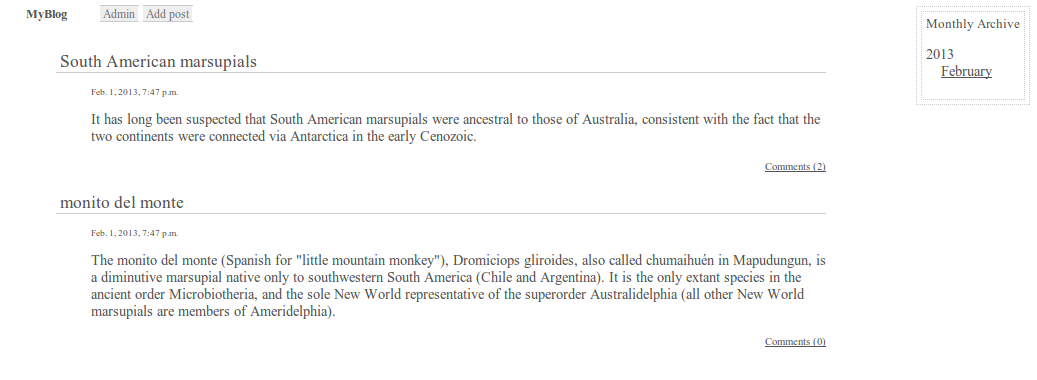 MyBlog Admin Add post
Monthly Archive
2013
February
South American marsupials
Feb. 1, 2013, 7:47 p.m.
It has long been suspected that South American marsupials were ancestral to those of Australia, consistent with the fact that the
two continents were connected via Antarctica in the early Cenozoic.
Comments (2)
monito del monte
Feb. 1, 2013, 7:47 p.m.
The monito del monte (Spanish for "little mountain monkey"), Dromiciops gliroides, also called chumaihuén in Mapudungun, is
a diminutive marsupial native only to southwestern South America (Chile and Argentina). It is the only extant species in the
ancient order Microbiotheria, and the sole New World representative of the superorder Australidelphia (all other New World
marsupials are members of Ameridelphia).
Comments (0)